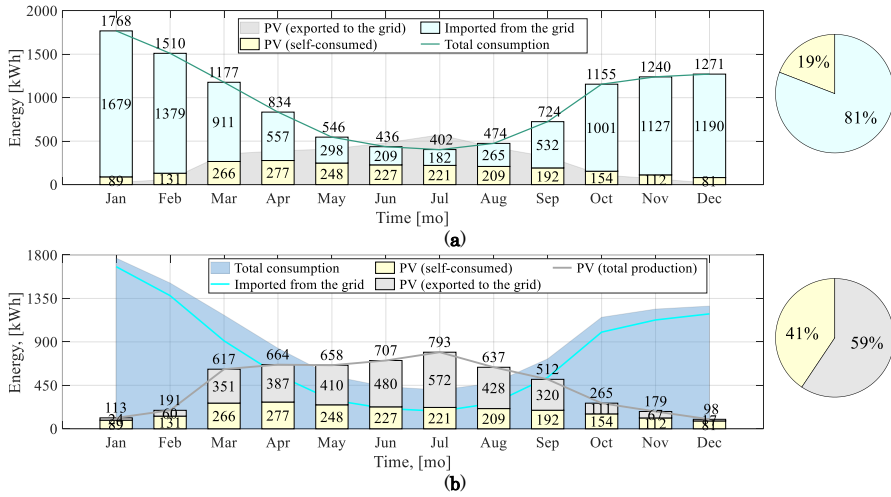 2000
1500
1000
500
0
Energy [kWh]
PV (exported to the grid)
Imported from the grid
PV (self-consumed)
Total consumption
1768 1510 1177 834 546 436 402 474 724 1155 1240 1271
1679 1379 911 557 298 209 182 265 532 1001 1127 1190
89 131 266 277 248 227 221 209 192 154 112 81
Jan Feb Mar Apr May Jun Jul Aug Sep Oct Nov Dec
Time [mo]
(a)
19%
81%
1800
1350
900
450
0
Energy, [kWh]
Total consumption
PV (self-consumed)
PV (total production)
Imported from the grid
PV (exported to the grid)
113 191 617 664 658 707 793 637 512 265 179 98
24 60 351 387 410 480 572 428 320 111 67 17
89 131 266 277 248 227 221 209 192 154 112 81
Jan Feb Mar Apr May Jun Jul Aug Sep Oct Nov Dec
Time, [mo]
(b)
41%
59%